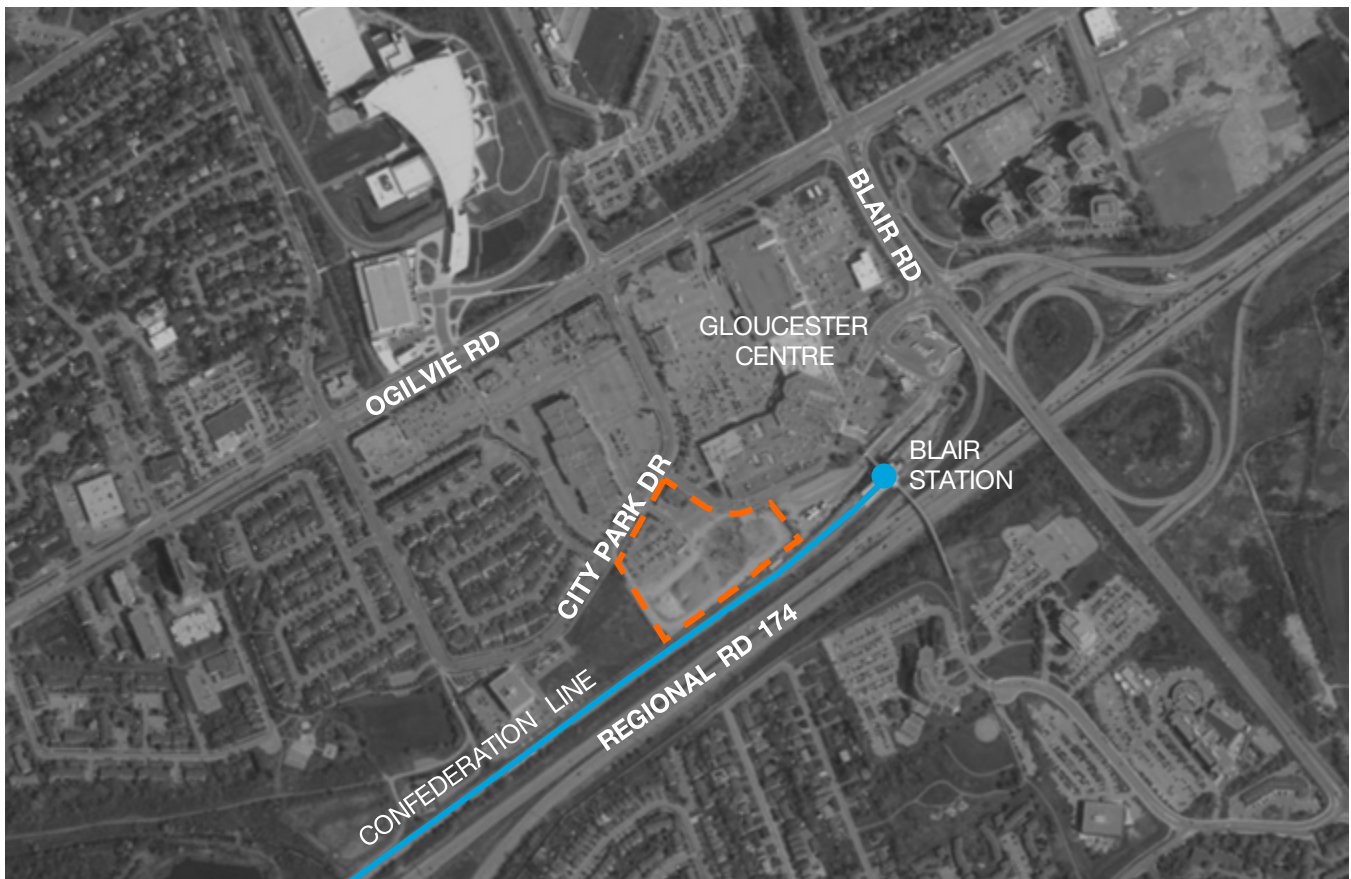 BLAIR RD
GLOUCESTER
CENTRE
OGILVIE RD
BLAIR
STATION
CITY PARK DR
REGIONAL RD 174
CONFEDERATION LINE